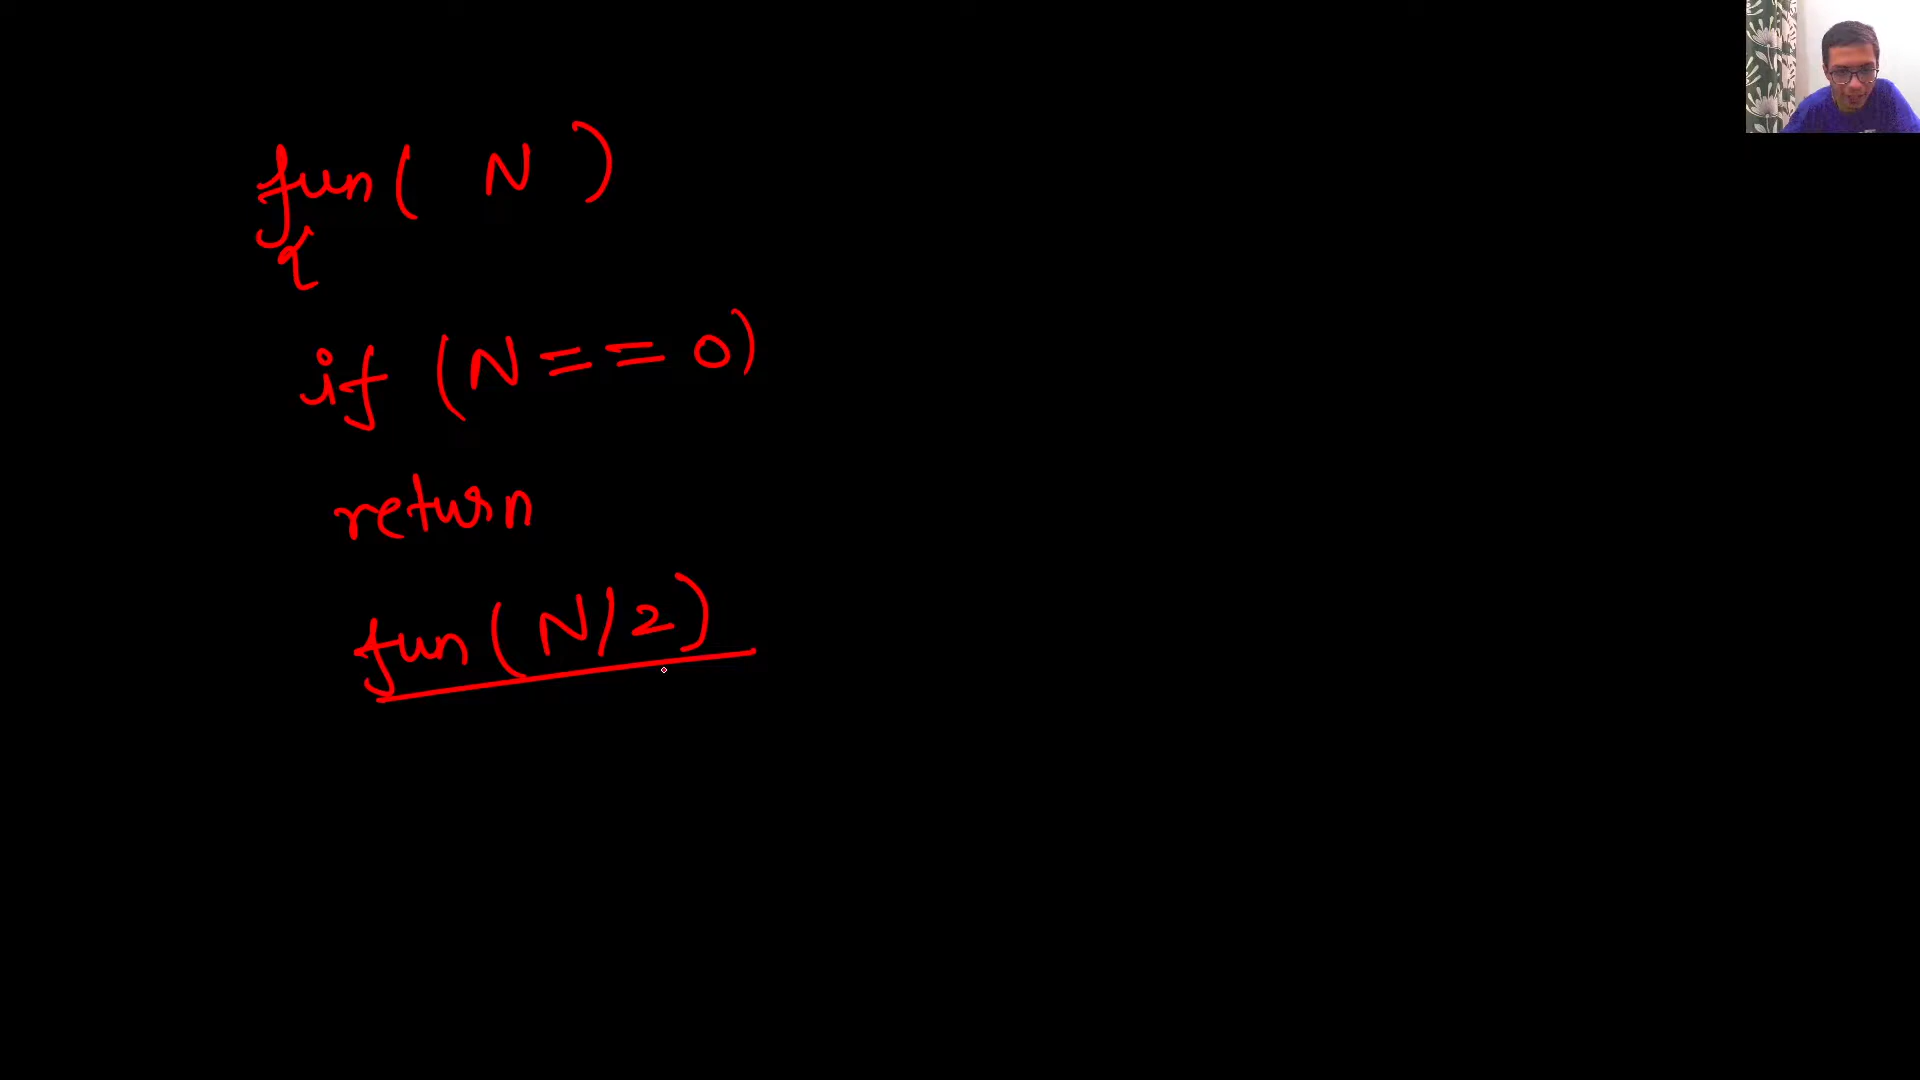 fun( N )
{
if (N == 0)
return
fun(N/2)